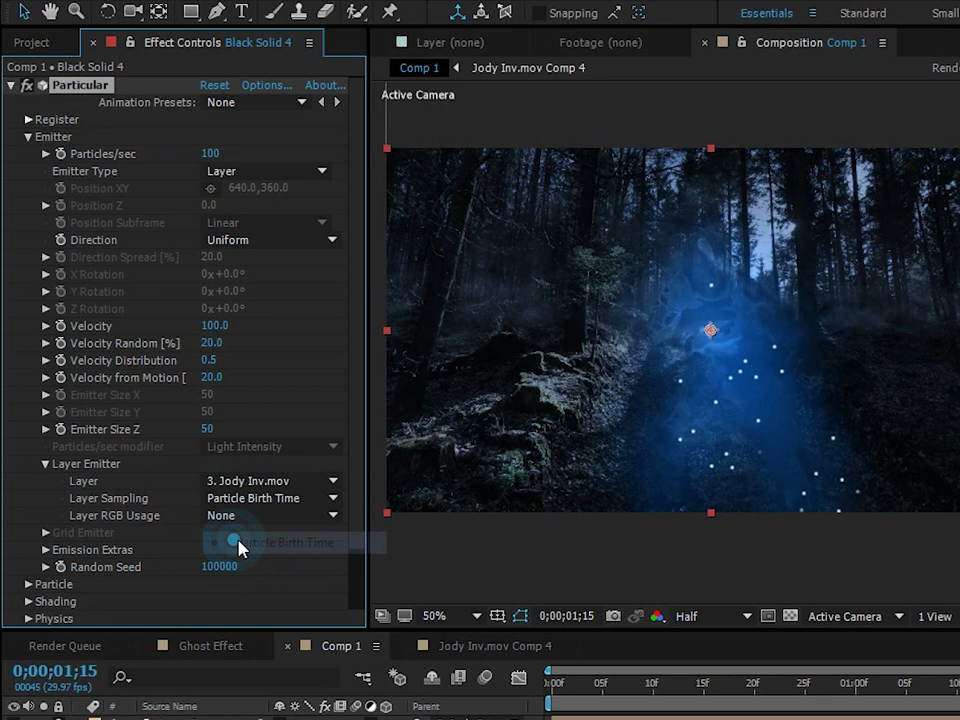 Snapping
Essentials
Standard
Small
Project
Effect Controls Black Solid 4
Layer (none)
Footage (none)
Composition Comp 1
Comp 1 • Black Solid 4
Comp 1
Jody Inv.mov Comp 4
Rend
fx Particular
Reset
Options...
About...
Active Camera
Animation Presets: None
Register
Emitter
Particles/sec 100
Emitter Type Layer
Position XY 640.0,360.0
Position Z 0.0
Position Subframe Linear
Direction Uniform
Direction Spread [%] 20.0
X Rotation 0x+0.0°
Y Rotation 0x+0.0°
Z Rotation 0x+0.0°
Velocity 100.0
Velocity Random [%] 20.0
Velocity Distribution 0.5
Velocity from Motion [ 20.0
Emitter Size X 50
Emitter Size Y 50
Emitter Size Z 50
Particles/sec modifier Light Intensity
Layer Emitter
Layer 3. Jody Inv.mov
Layer Sampling Particle Birth Time
Layer RGB Usage None
Grid Emitter
Particle Birth Time
Emission Extras
Random Seed 100000
Particle
Shading
Physics
50%
0;00;01;15
Half
Active Camera
1 View
Render Queue
Ghost Effect
Comp 1
Jody Inv.mov Comp 4
0;00;01;15
00045 (29.97 fps)
:00f
05f
10f
15f
20f
25f
01:00f
05f
10
# Source Name
fx
Parent